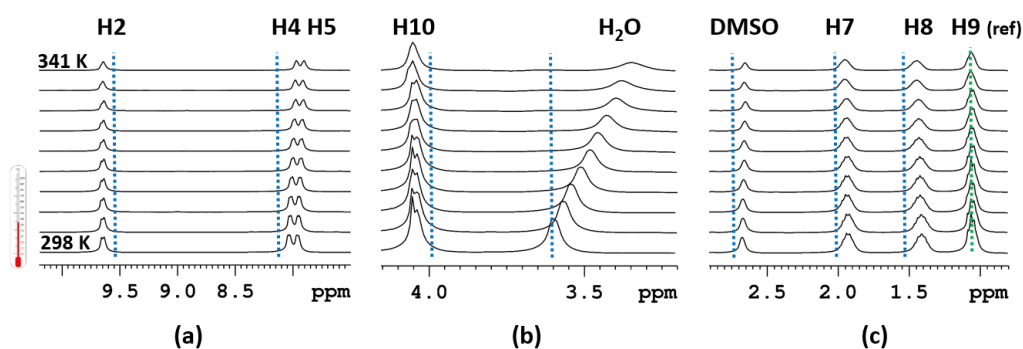 H2 H4 H5 H10 H₂O DMSO H7 H8 H9 (ref)
341 K
298 K
9.5 9.0 8.5 ppm 4.0 3.5 ppm 2.5 2.0 1.5 ppm
(a) (b) (c)